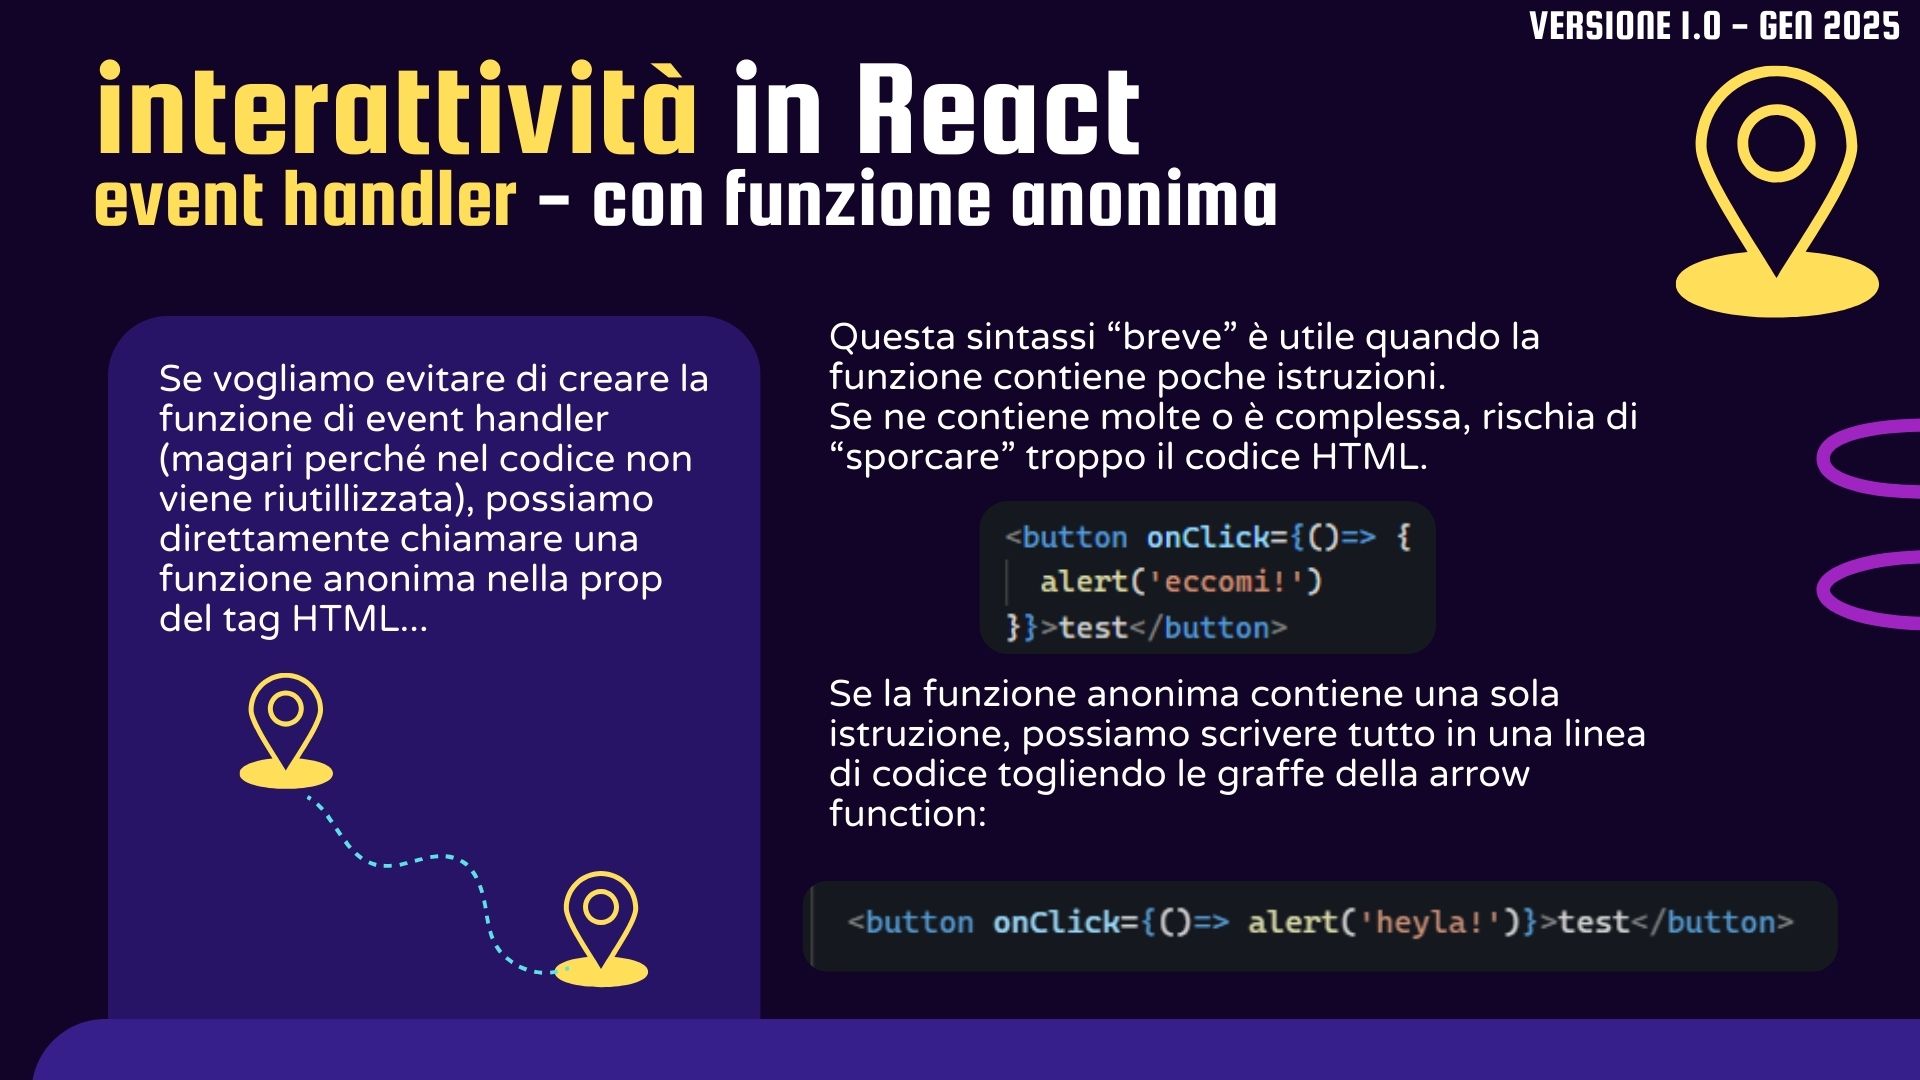 VERSIONE 1.0 - GEN 2025
interattività in React
event handler - con funzione anonima
Se vogliamo evitare di creare la
funzione di event handler
(magari perché nel codice non
viene riutillizzata), possiamo
direttamente chiamare una
funzione anonima nella prop
del tag HTML...
Questa sintassi “breve” è utile quando la
funzione contiene poche istruzioni.
Se ne contiene molte o è complessa, rischia di
“sporcare” troppo il codice HTML.
<button onClick={()=> {
alert('eccomi!')
}}>test</button>
Se la funzione anonima contiene una sola
istruzione, possiamo scrivere tutto in una linea
di codice togliendo le graffe della arrow
function:
<button onClick={()=> alert('heyla!')}>test</button>